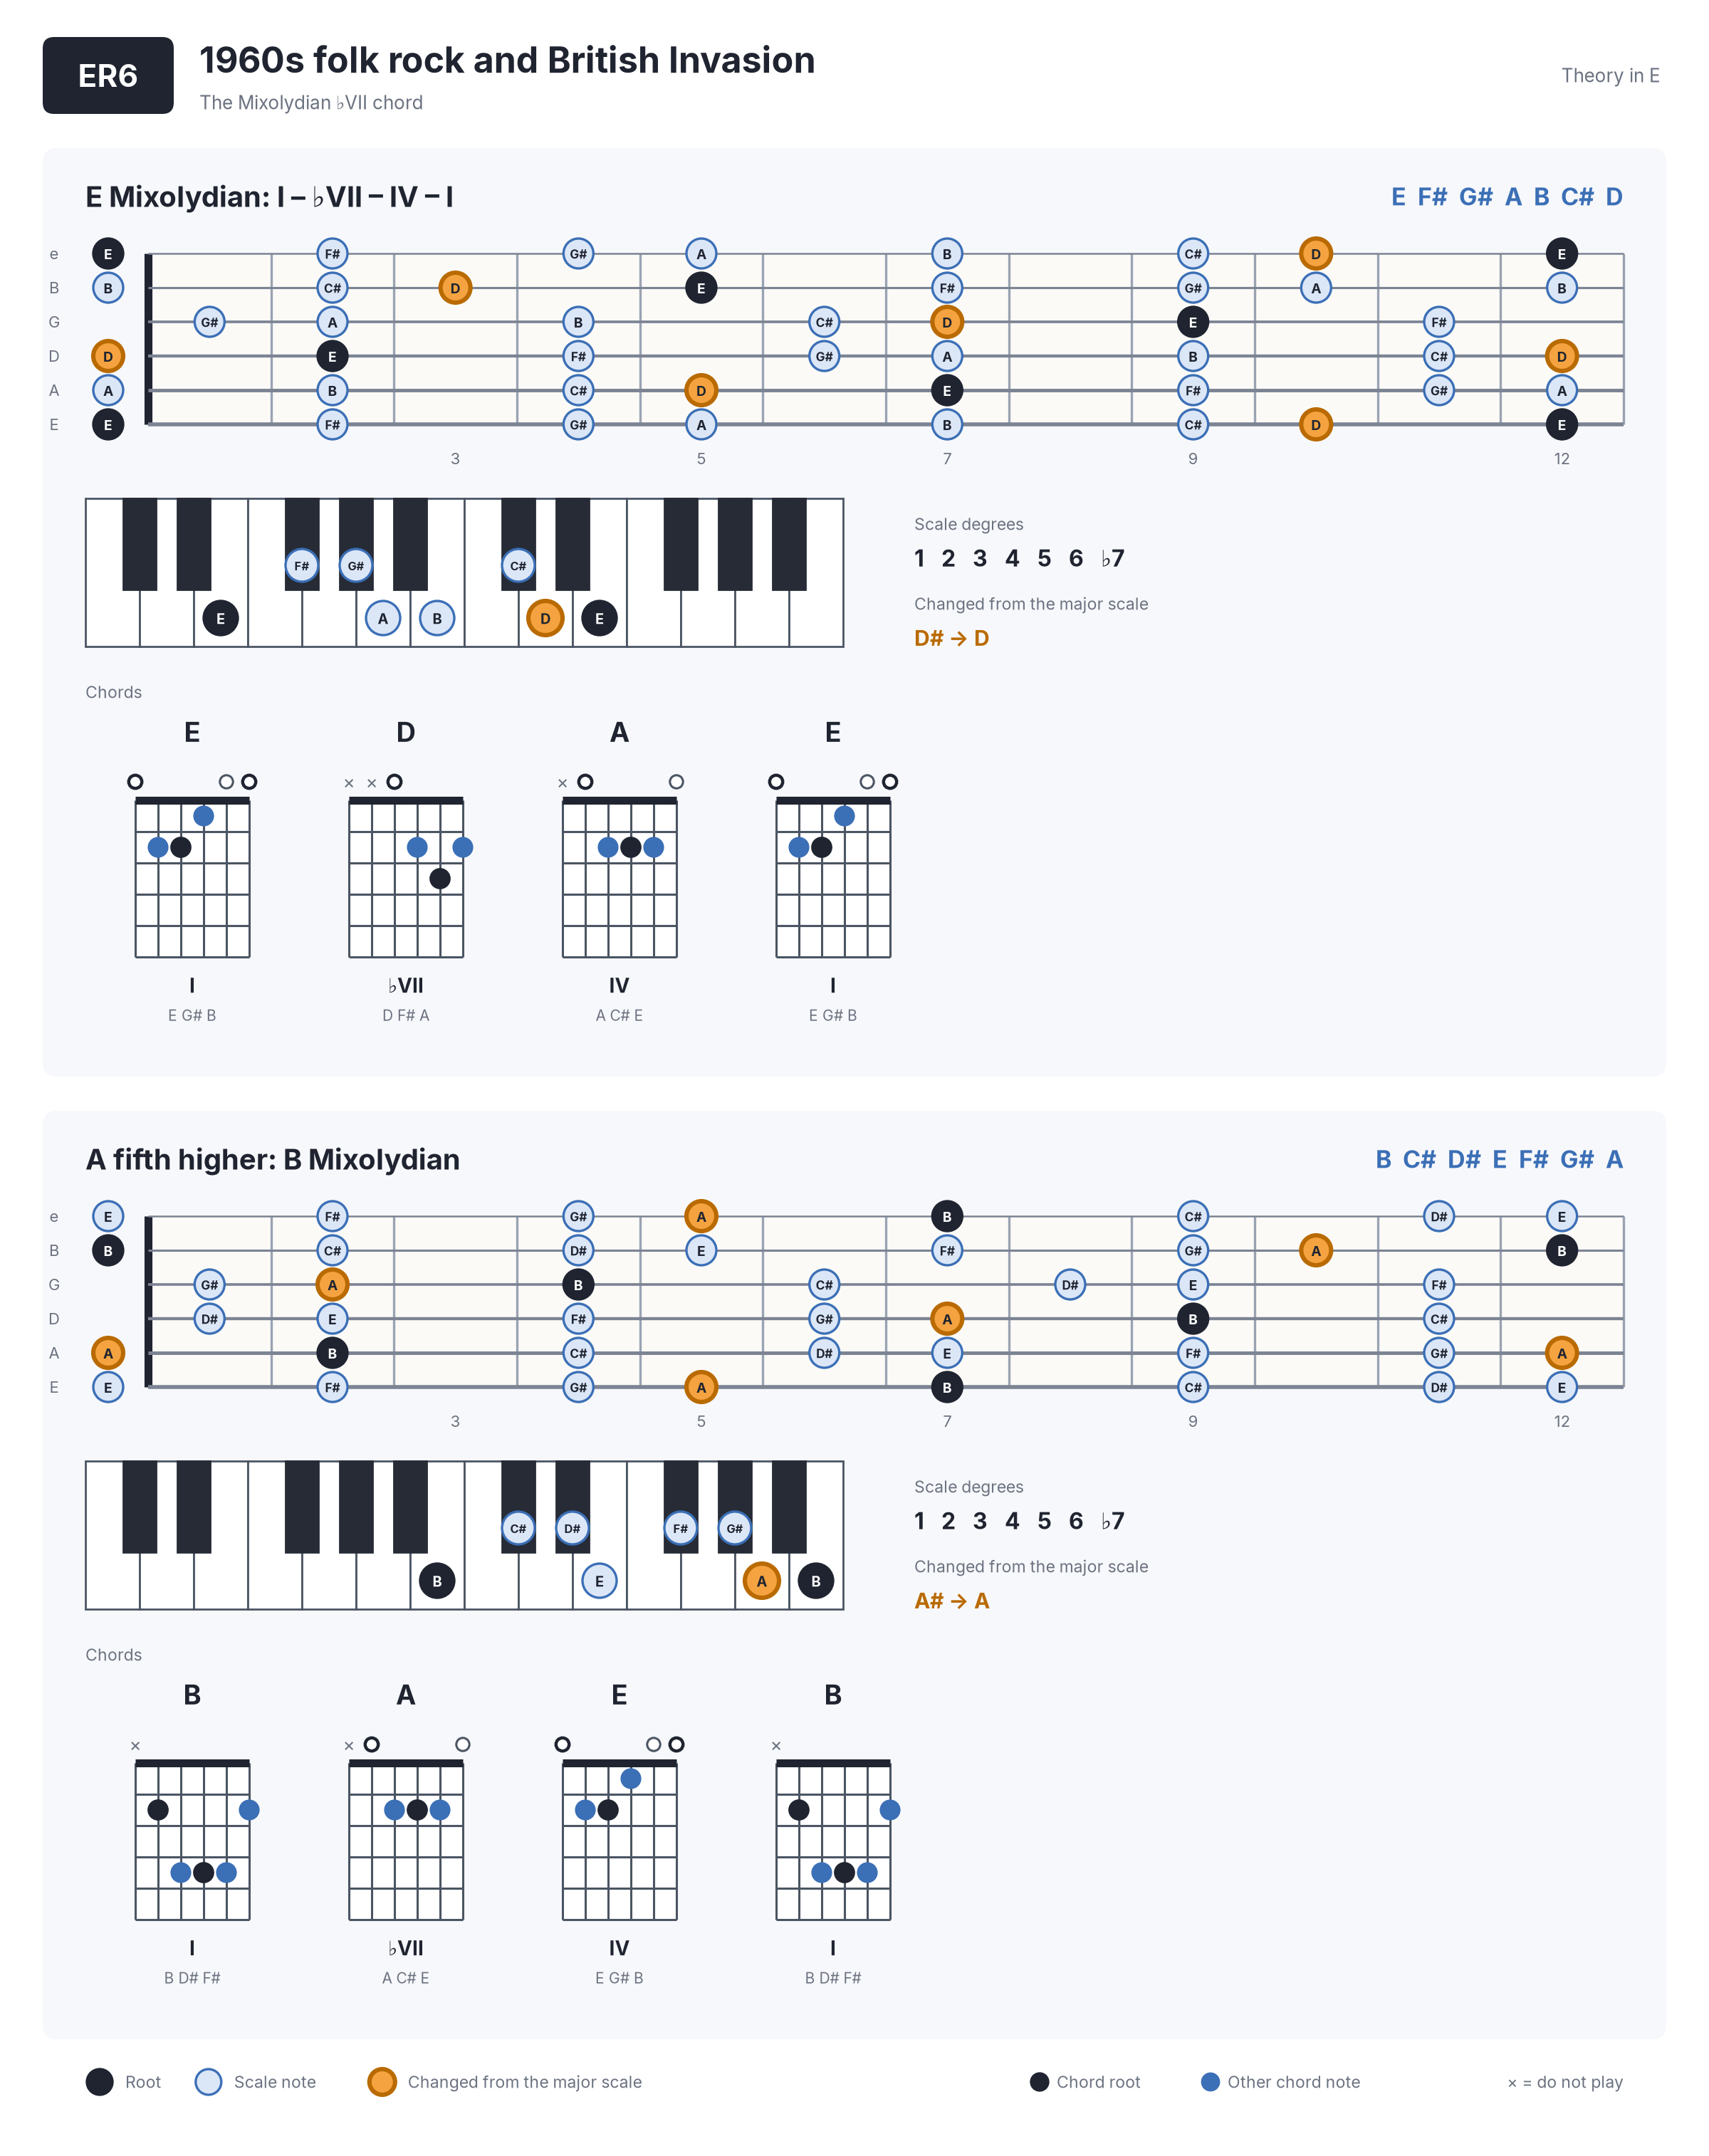 ER6
1960s folk rock and British Invasion
The Mixolydian ♭VII chord
Theory in E
E Mixolydian: I – ♭VII – IV – I
E F# G# A B C# D
e E F# G# A B C# D E
B B C# D E F# G# A B
G G# A B C# D E F#
D D E F# G# A B C# D
A A B C# D E F# G# A
E E F# G# A B C# D E
3 5 7 9 12
F# G# C#
E A B D E
Scale degrees
1 2 3 4 5 6 ♭7
Changed from the major scale
D# → D
Chords
E D A E
× × ×
I ♭VII IV I
E G# B D F# A A C# E E G# B
A fifth higher: B Mixolydian
B C# D# E F# G# A
e E F# G# A B C# D# E
B B C# D# E F# G# A B
G G# A B C# D# E F#
D D# E F# G# A B C#
A A B C# D# E F# G# A
E E F# G# A B C# D# E
3 5 7 9 12
C# D# F# G#
B E A B
Scale degrees
1 2 3 4 5 6 ♭7
Changed from the major scale
A# → A
Chords
B A E B
× × ×
I ♭VII IV I
B D# F# A C# E E G# B B D# F#
Root Scale note Changed from the major scale Chord root Other chord note × = do not play